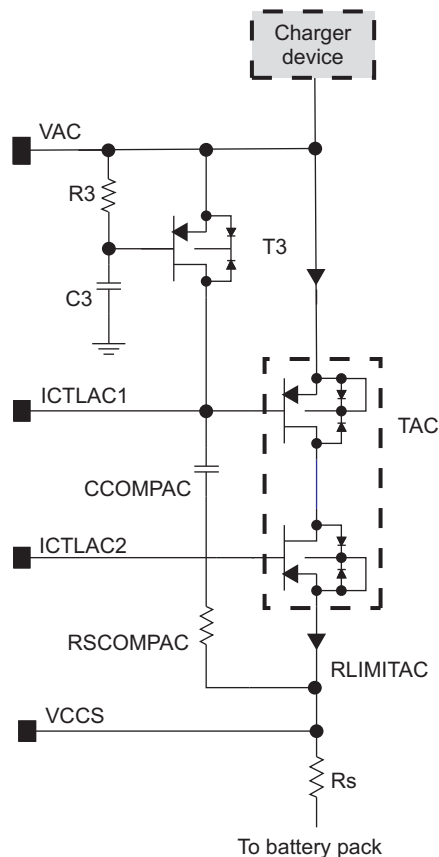 Charger
device
VAC
R3
T3
C3
ICTLAC1
TAC
CCOMPAC
ICTLAC2
RSCOMPAC
RLIMITAC
VCCS
Rs
To battery pack